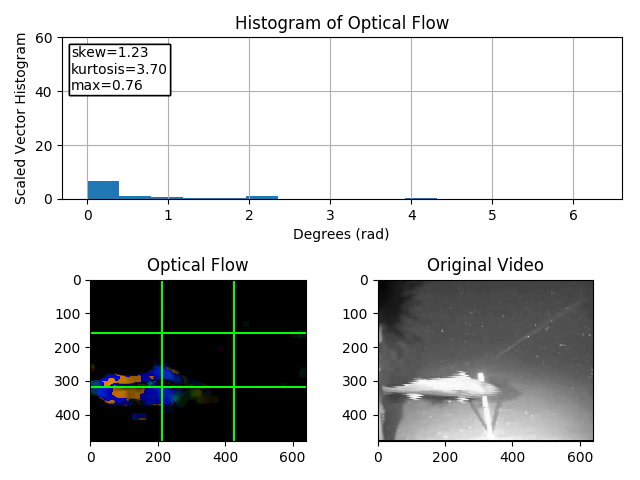 Histogram of Optical Flow
Scaled Vector Histogram
60
40
20
0
skew=1.23
kurtosis=3.70
max=0.76
0 1 2 3 4 5 6
Degrees (rad)
Optical Flow
0
100
200
300
400
0 200 400 600
Original Video
0
100
200
300
400
0 200 400 600